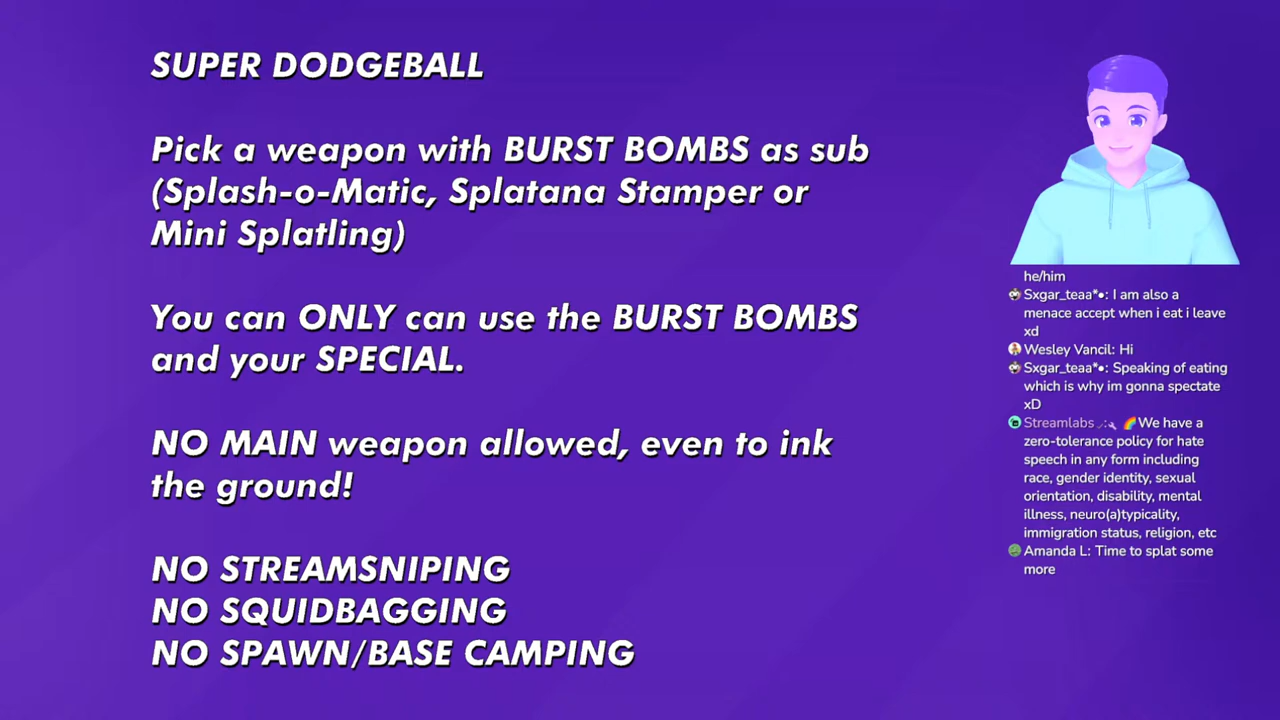 SUPER DODGEBALL
Pick a weapon with BURST BOMBS as sub
(Splash-o-Matic, Splatana Stamper or
Mini Splatling)
You can ONLY can use the BURST BOMBS
and your SPECIAL.
NO MAIN weapon allowed, even to ink
the ground!
NO STREAMSNIPING
NO SQUIDBAGGING
NO SPAWN/BASE CAMPING
he/him
Sxgar_teaa*•: I am also a
menace accept when i eat i leave
xd
Wesley Vancil: Hi
Sxgar_teaa*•: Speaking of eating
which is why im gonna spectate
xD
Streamlabs 🌈We have a
zero-tolerance policy for hate
speech in any form including
race, gender identity, sexual
orientation, disability, mental
illness, neuro(a)typicality,
immigration status, religion, etc
Amanda L: Time to splat some
more